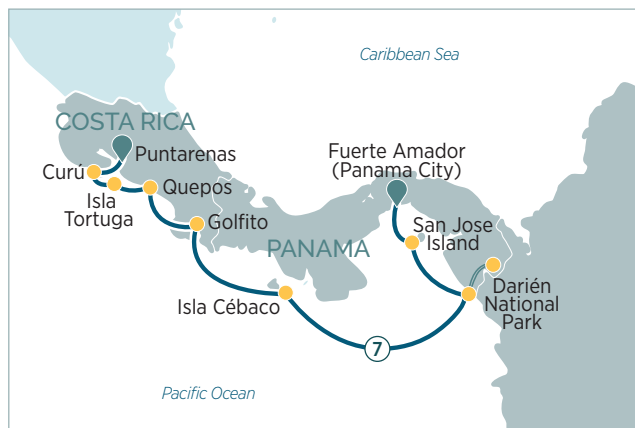 Caribbean Sea
COSTA RICA
Puntarenas
Curú
Isla
Tortuga
Quepos
Golfito
Fuerte Amador
(Panama City)
San Jose
Island
PANAMA
Darién
National
Park
Isla Cébaco
7
Pacific Ocean